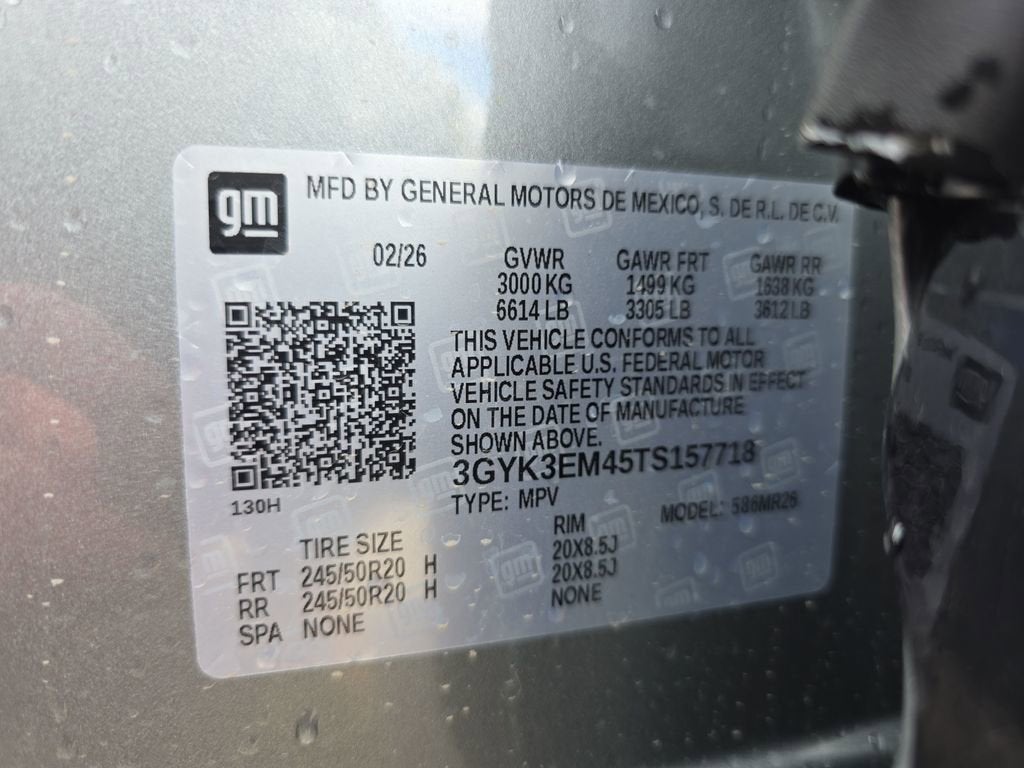 gm
MFD BY GENERAL MOTORS DE MEXICO, S. DE R.L. DE C.V.
02/26
GVWR GAWR FRT GAWR RR
3000 KG 1499 KG 1638 KG
6614 LB 3305 LB 3612 LB
THIS VEHICLE CONFORMS TO ALL
APPLICABLE U.S. FEDERAL MOTOR
VEHICLE SAFETY STANDARDS IN EFFECT
ON THE DATE OF MANUFACTURE
SHOWN ABOVE.
3GYK3EM45TS157718
130H
TYPE: MPV MODEL: 586MR26
TIRE SIZE RIM
FRT 245/50R20 H 20X8.5J
RR 245/50R20 H 20X8.5J
SPA NONE NONE